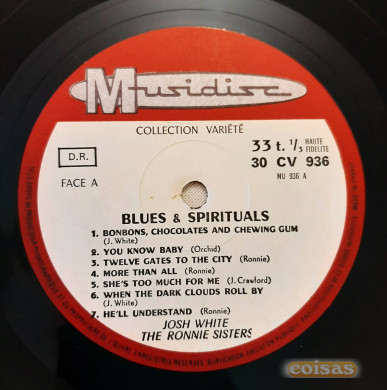 Musidisc
COLLECTION VARIÉTÉ
D.R.
33 t. 1/3 HAUTE FIDELITE
30 CV 936
MU 936 A
FACE A
BLUES & SPIRITUALS
1. BONBONS, CHOCOLATES AND CHEWING GUM
(J. White)
2. YOU KNOW BABY (Orchid)
3. TWELVE GATES TO THE CITY (Ronnie)
4. MORE THAN ALL (Ronnie)
5. SHE'S TOO MUCH FOR ME (J. Crawford)
6. WHEN THE DARK CLOUDS ROLL BY
(J. White)
7. HE'LL UNDERSTAND (Ronnie)
JOSH WHITE
THE RONNIE SISTERS
coisas